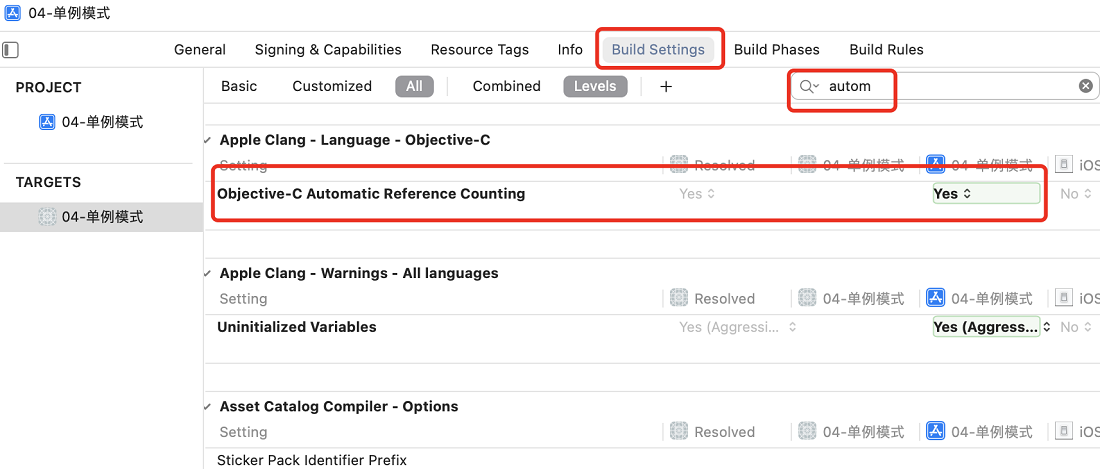 04-单例模式
General Signing & Capabilities Resource Tags Info Build Settings Build Phases Build Rules
PROJECT
04-单例模式
TARGETS
04-单例模式
Basic Customized All Combined Levels + autom
Apple Clang - Language - Objective-C
Setting Resolved 04-单例模式 04-单例模式 iOS
Objective-C Automatic Reference Counting Yes Yes No
Apple Clang - Warnings - All languages
Setting Resolved 04-单例模式 04-单例模式 iOS
Uninitialized Variables Yes (Aggressi... Yes (Aggress... No
Asset Catalog Compiler - Options
Setting Resolved 04-单例模式 04-单例模式 iOS
Sticker Pack Identifier Prefix